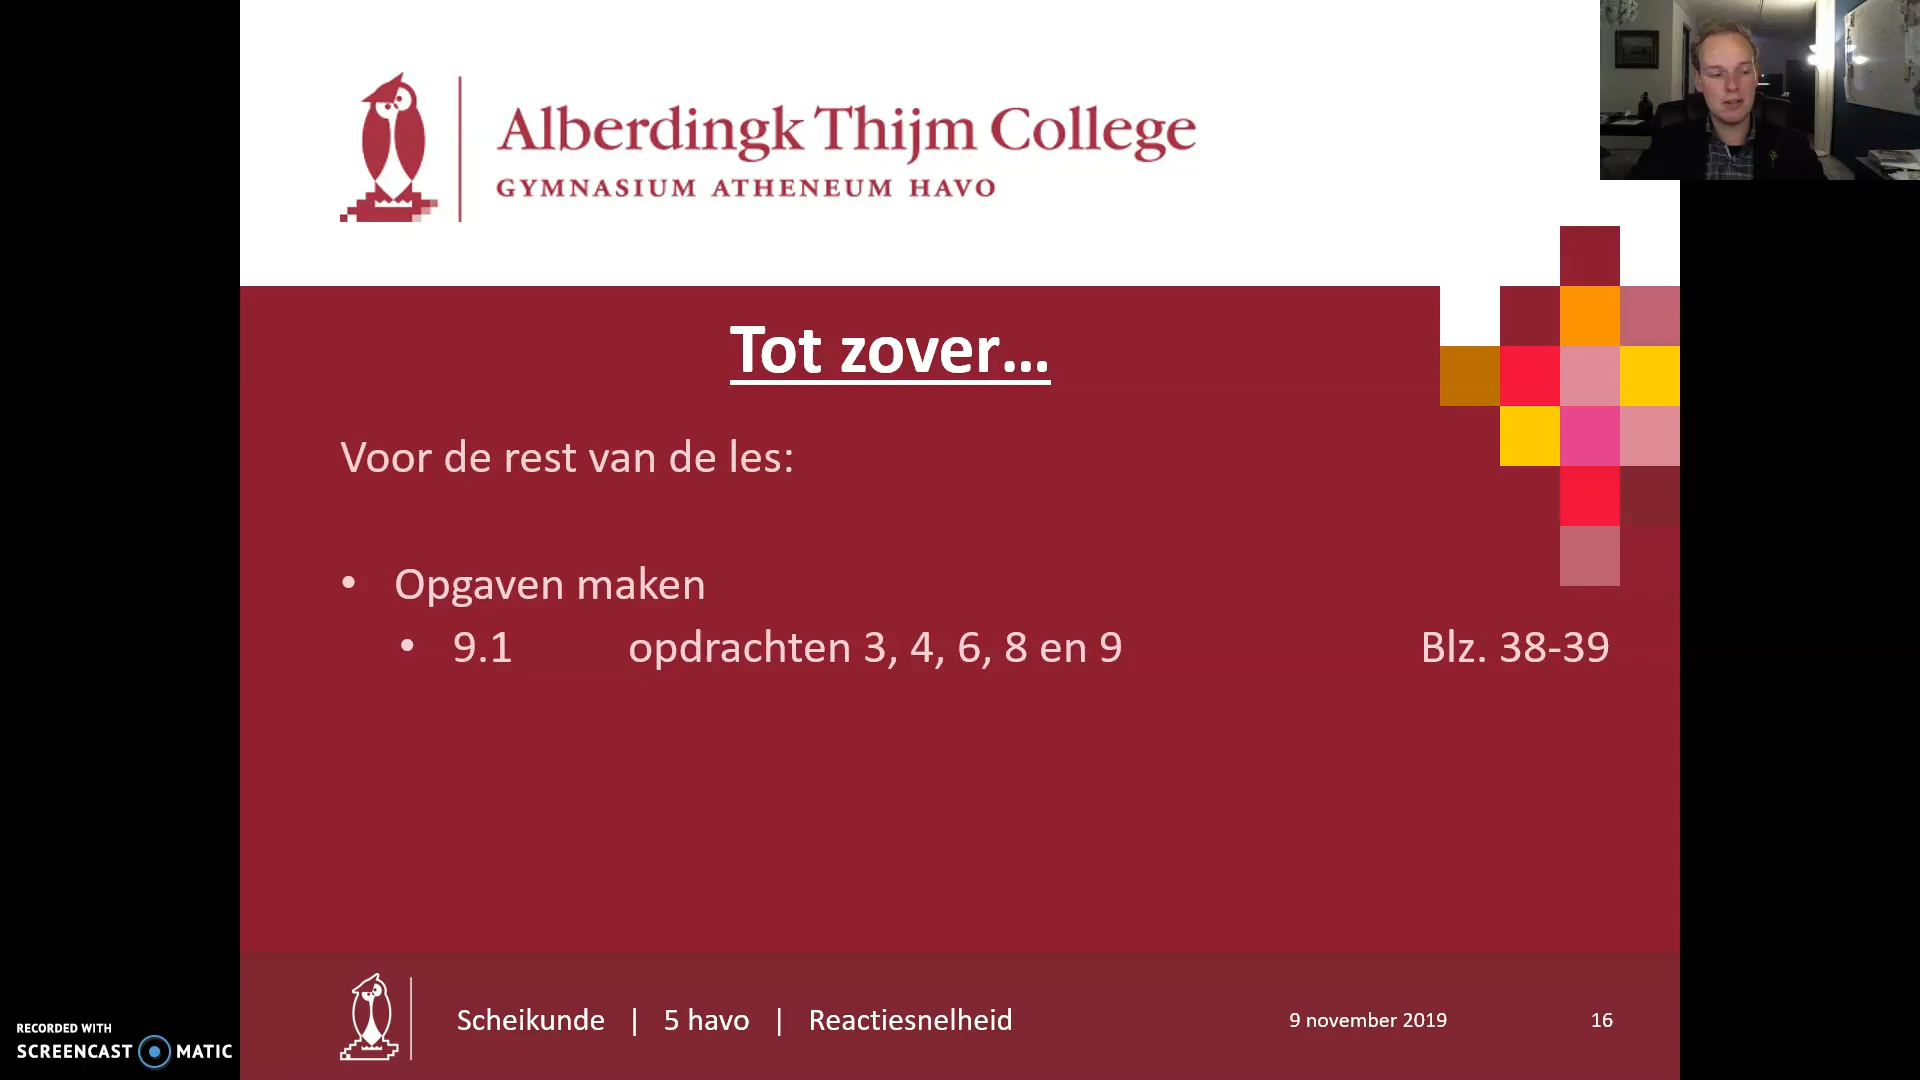 Alberdingk Thijm College
GYMNASIUM ATHENEUM HAVO
Tot zover...
Voor de rest van de les:
• Opgaven maken
• 9.1 opdrachten 3, 4, 6, 8 en 9 Blz. 38-39
Scheikunde | 5 havo | Reactiesnelheid 9 november 2019 16
RECORDED WITH
SCREENCAST MATIC